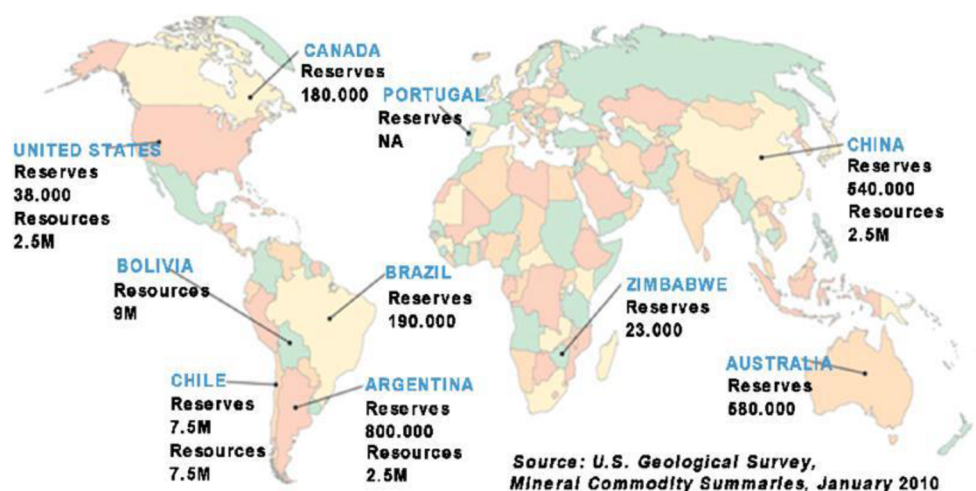 CANADA
Reserves
180.000
PORTUGAL
Reserves
NA
UNITED STATES
Reserves
38.000
Resources
2.5M
CHINA
Reserves
540.000
Resources
2.5M
BOLIVIA
Resources
9M
BRAZIL
Reserves
190.000
ZIMBABWE
Reserves
23.000
CHILE
Reserves
7.5M
Resources
7.5M
ARGENTINA
Reserves
800.000
Resources
2.5M
AUSTRALIA
Reserves
580.000
Source: U.S. Geological Survey,
Mineral Commodity Summaries, January 2010